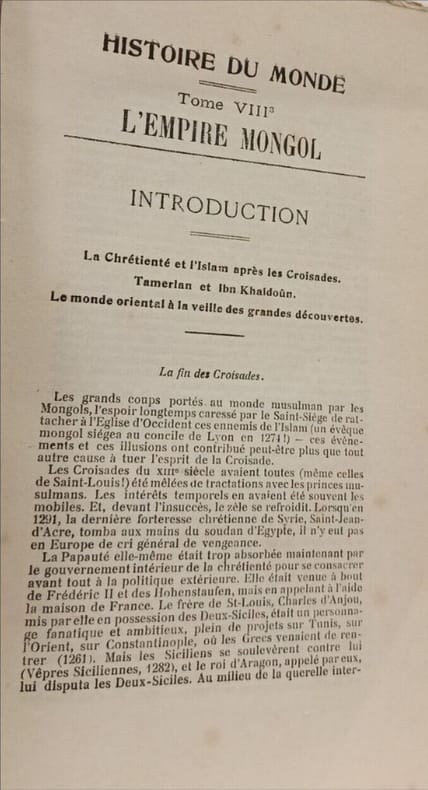 HISTOIRE DU MONDE
Tome VIII³
L'EMPIRE MONGOL
INTRODUCTION
La Chrétienté et l'Islam après les Croisades.
Tamerlan et Ibn Khaldoûn.
Le monde oriental à la veille des grandes découvertes.
La fin des Croisades.
Les grands coups portés au monde musulman par les
Mongols, l'espoir longtemps caressé par le Saint-Siège de rat-
tacher à l'Eglise d'Occident ces ennemis de l'Islam (un évêque
mongol siégea au concile de Lyon en 1274!) — ces événe-
ments et ces illusions ont contribué peut-être plus que tout
autre cause à tuer l'esprit de la Croisade.
Les Croisades du XIIIᵉ siècle avaient toutes (même celles
de Saint-Louis!) été mêlées de tractations avec les princes mu-
sulmans. Les intérêts temporels en avaient été souvent les
mobiles. Et, devant l'insuccès, le zèle se refroidit. Lorsqu'en
1291, la dernière forteresse chrétienne de Syrie, Saint-Jean-
d'Acre, tomba aux mains du soudan d'Egypte, il n'y eut pas
en Europe de cri général de vengeance.
La Papauté elle-même était trop absorbée maintenant par
le gouvernement intérieur de la chrétienté pour se consacrer
avant tout à la politique extérieure. Elle était venue à bout
de Frédéric II et des Hohenstaufen, mais en appelant à l'aide
la maison de France. Le frère de St-Louis, Charles d'Anjou,
mis par elle en possession des Deux-Siciles, était un personna-
ge fanatique et ambitieux, plein de projets sur Tunis, sur
l'Orient, sur Constantinople, où les Grecs venaient de ren-
trer (1261). Mais les Siciliens se soulevèrent contre lui
(Vêpres Siciliennes, 1282), et le roi d'Aragon, appelé par eux,
lui disputa les Deux-Siciles. Au milieu de la querelle inter-